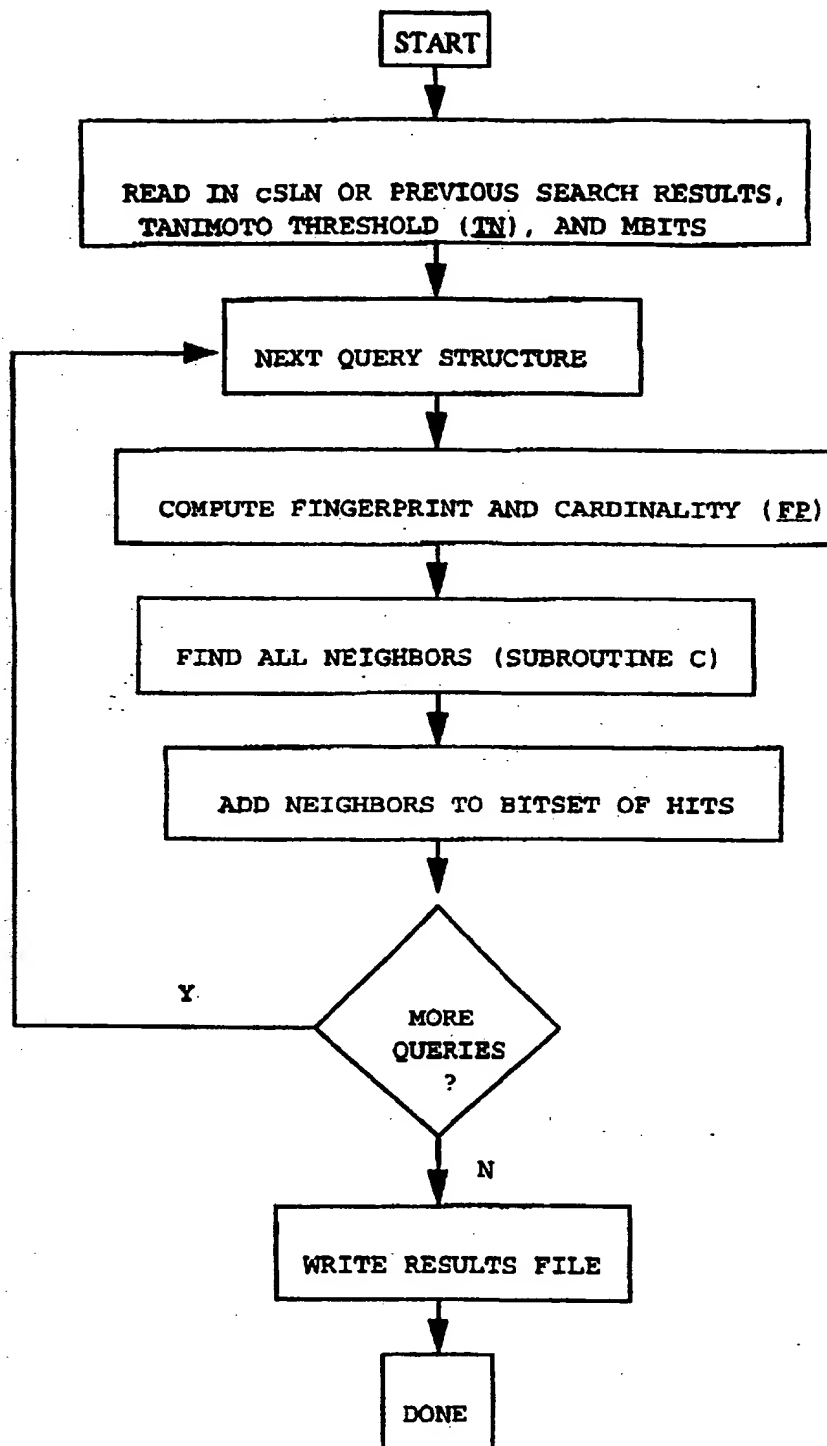 START
READ IN cSLN OR PREVIOUS SEARCH RESULTS,
TANIMOTO THRESHOLD (TN), AND MBITS
NEXT QUERY STRUCTURE
COMPUTE FINGERPRINT AND CARDINALITY (FP)
FIND ALL NEIGHBORS (SUBROUTINE C)
ADD NEIGHBORS TO BITSET OF HITS
Y
MORE
QUERIES
?
N
WRITE RESULTS FILE
DONE